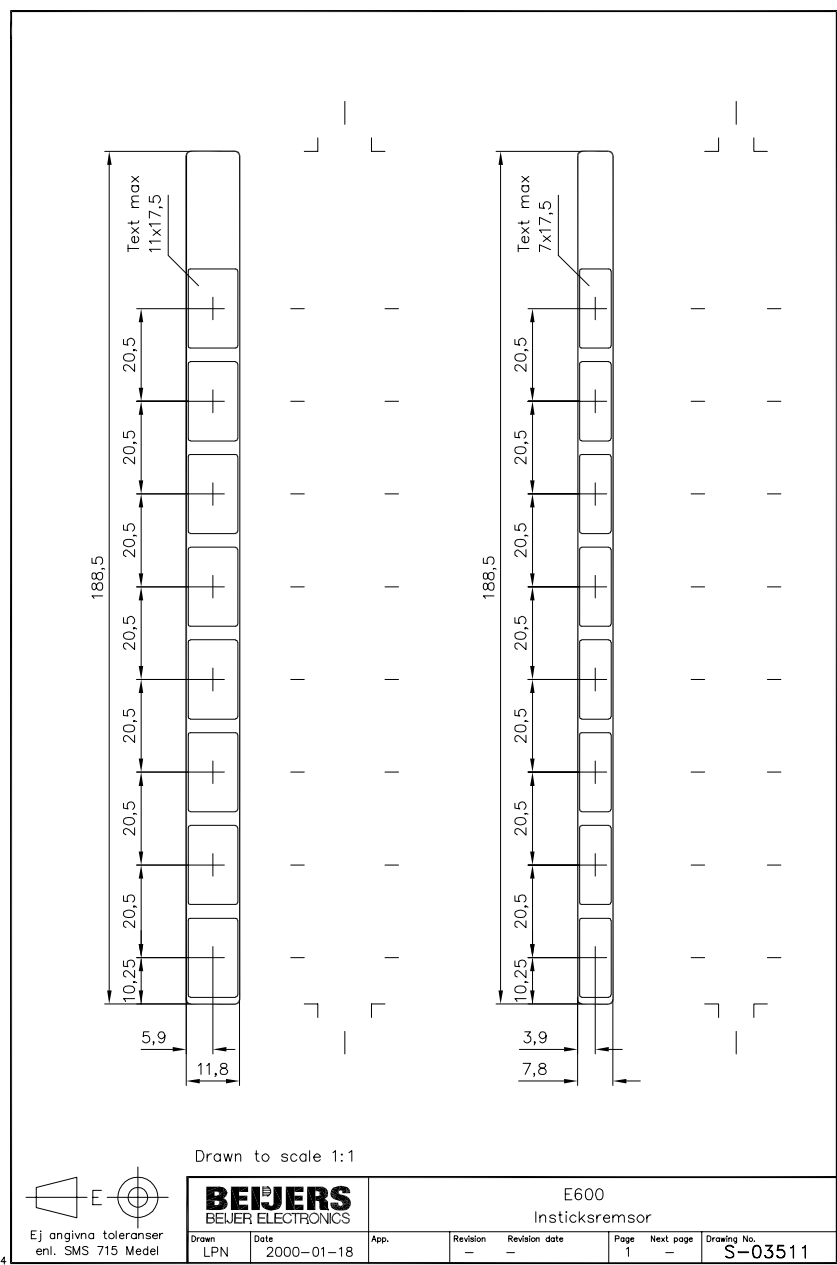 Text max
11x17,5
20,5
20,5
20,5
20,5
20,5
20,5
20,5
10,25
188,5
5,9
11,8
Text max
7x17,5
20,5
20,5
20,5
20,5
20,5
20,5
20,5
10,25
188,5
3,9
7,8
Drawn to scale 1:1
E
Ej angivna toleranser
enl. SMS 715 Medel
4
BEIJERS
BEIJER ELECTRONICS
E600
Insticksremsor
Drawn
LPN
Date
2000-01-18
App.
Revision
-
Revision date
-
Page
1
Next page
-
Drawing No.
S-03511